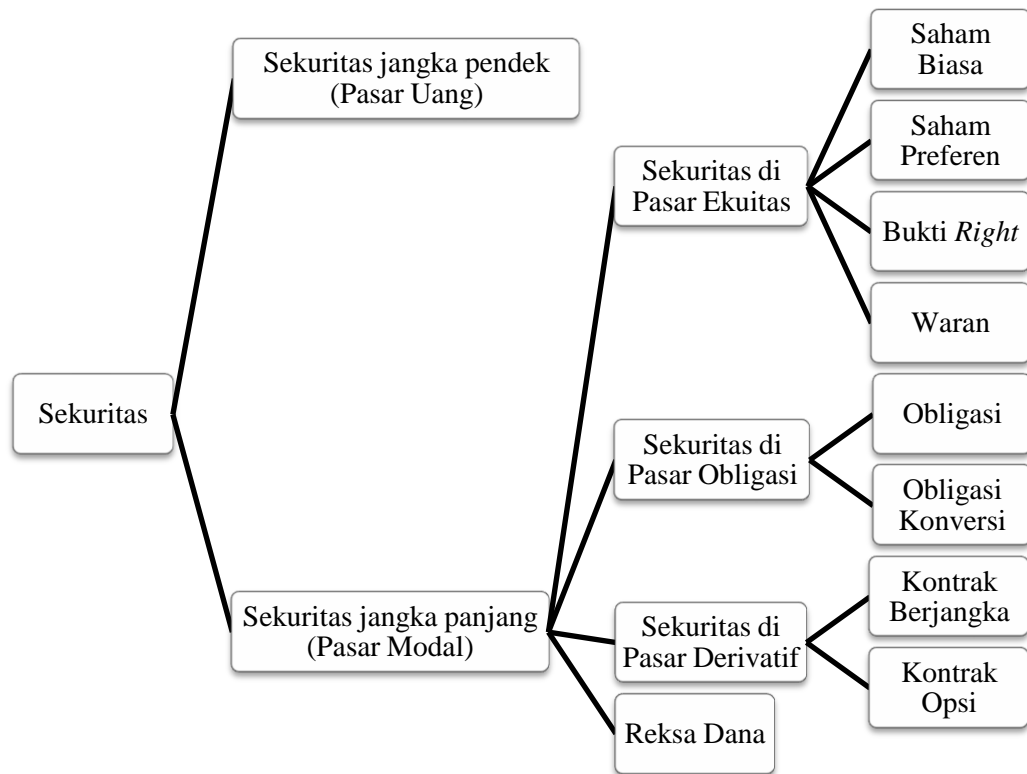 Sekuritas
Sekuritas jangka pendek
(Pasar Uang)
Sekuritas jangka panjang
(Pasar Modal)
Sekuritas di
Pasar Ekuitas
Saham
Biasa
Saham
Preferen
Bukti Right
Waran
Sekuritas di
Pasar Obligasi
Obligasi
Obligasi
Konversi
Sekuritas di
Pasar Derivatif
Kontrak
Berjangka
Kontrak
Opsi
Reksa Dana